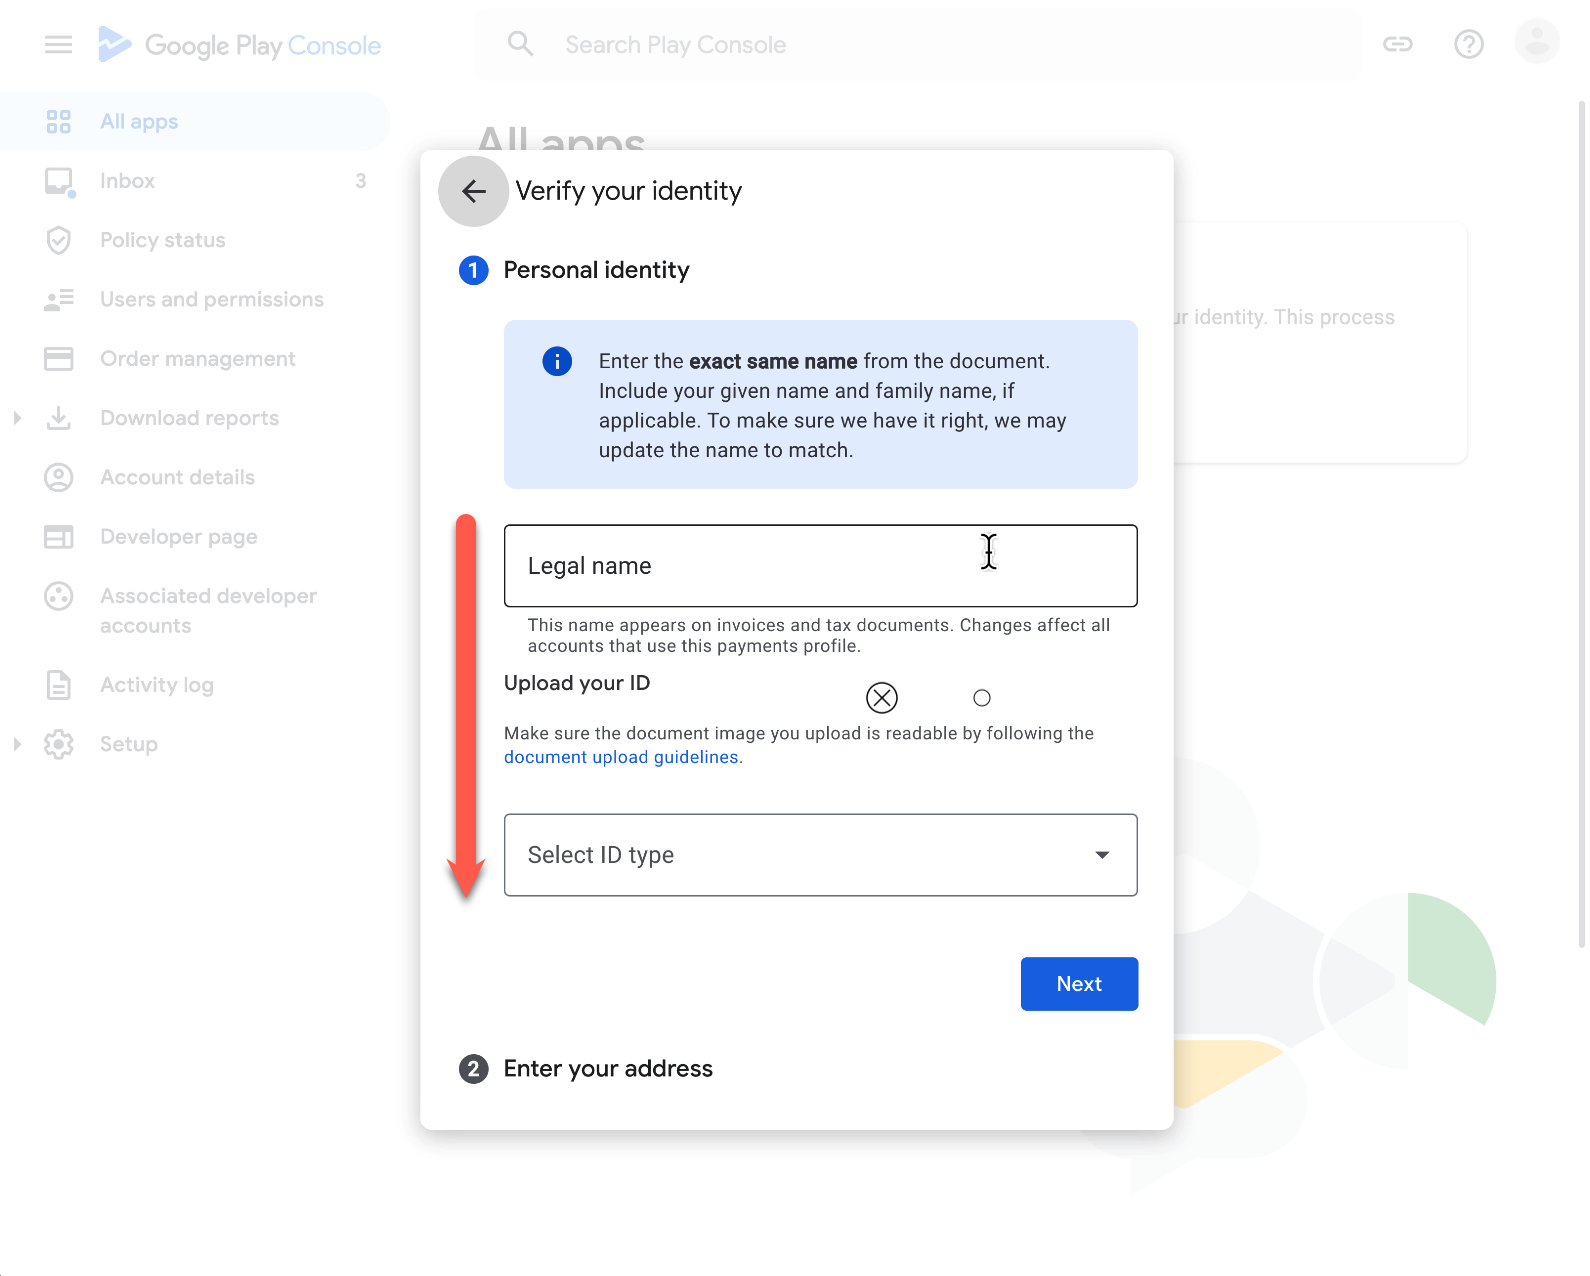 Google Play Console
Search Play Console
All apps
Inbox
3
Policy status
Users and permissions
Order management
Download reports
Account details
Developer page
Associated developer
accounts
Activity log
Setup
All apps
ur identity. This process
Verify your identity
1 Personal identity
Enter the exact same name from the document.
Include your given name and family name, if
applicable. To make sure we have it right, we may
update the name to match.
Legal name
This name appears on invoices and tax documents. Changes affect all
accounts that use this payments profile.
Upload your ID
Make sure the document image you upload is readable by following the
document upload guidelines.
Select ID type
Next
2 Enter your address